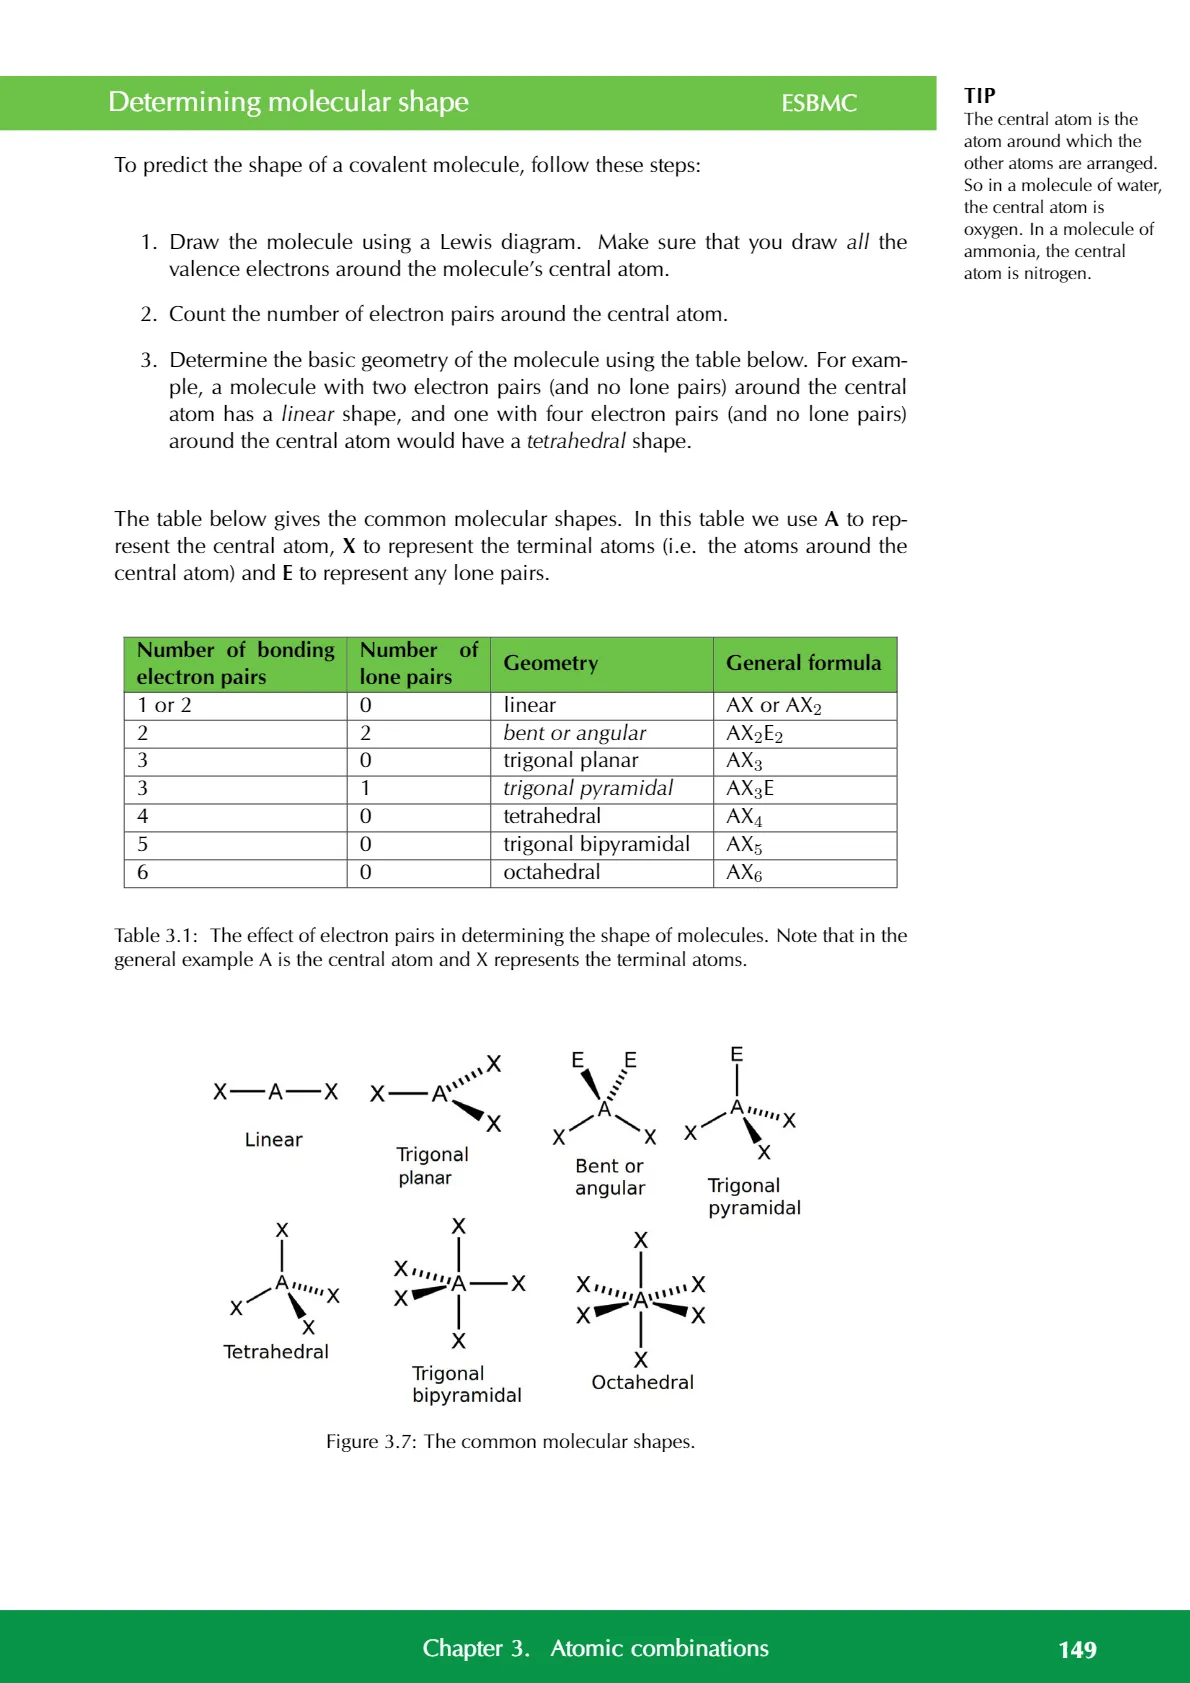 Determining molecular shape ESBMC
To predict the shape of a covalent molecule, follow these steps:
1. Draw the molecule using a Lewis diagram. Make sure that you draw all the
valence electrons around the molecule’s central atom.
2. Count the number of electron pairs around the central atom.
3. Determine the basic geometry of the molecule using the table below. For exam-
ple, a molecule with two electron pairs (and no lone pairs) around the central
atom has a linear shape, and one with four electron pairs (and no lone pairs)
around the central atom would have a tetrahedral shape.
The table below gives the common molecular shapes. In this table we use A to rep-
resent the central atom, X to represent the terminal atoms (i.e. the atoms around the
central atom) and E to represent any lone pairs.
Number of bonding electron pairs | Number of lone pairs | Geometry | General formula
1 or 2 | 0 | linear | AX or AX₂
2 | 2 | bent or angular | AX₂E₂
3 | 0 | trigonal planar | AX₃
3 | 1 | trigonal pyramidal | AX₃E
4 | 0 | tetrahedral | AX₄
5 | 0 | trigonal bipyramidal | AX₅
6 | 0 | octahedral | AX₆
Table 3.1: The effect of electron pairs in determining the shape of molecules. Note that in the
general example A is the central atom and X represents the terminal atoms.
X A X
Linear
X A X X
Trigonal
planar
E E A X X
Bent or
angular
E A X X X
Trigonal
pyramidal
X A X X X
Tetrahedral
X X A X X X
Trigonal
bipyramidal
X X X A X X X
Octahedral
Figure 3.7: The common molecular shapes.
TIP
The central atom is the
atom around which the
other atoms are arranged.
So in a molecule of water,
the central atom is
oxygen. In a molecule of
ammonia, the central
atom is nitrogen.
Chapter 3. Atomic combinations 149